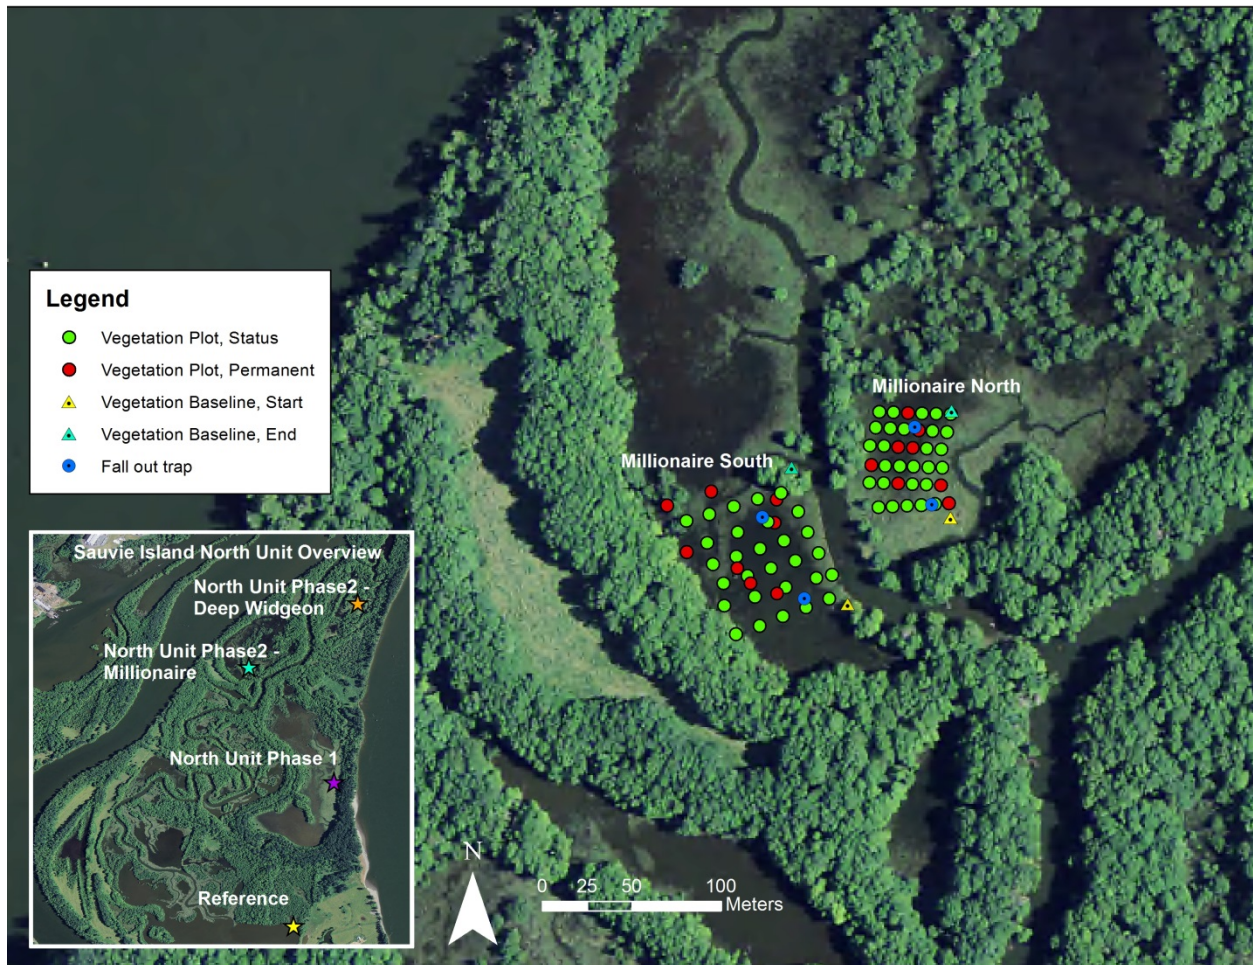 Millionaire North
Millionaire South
Legend
Vegetation Plot, Status
Vegetation Plot, Permanent
Vegetation Baseline, Start
Vegetation Baseline, End
Fall out trap
Sauvie Island North Unit Overview
North Unit Phase2 -
Deep Widgeon
North Unit Phase2 -
Millionaire
North Unit Phase 1
Reference
N
0 25 50 100
Meters